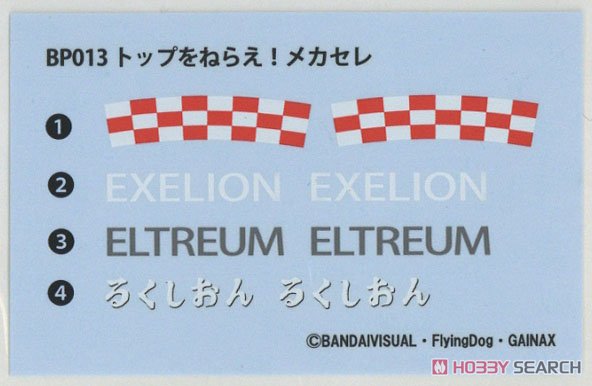 BP013 トップをねらえ！メカセレ
1
2 EXELION EXELION
3 ELTREUM ELTREUM
4 るくしおん るくしおん
©BANDAIVISUAL・FlyingDog・GAINAX
HOBBY SEARCH